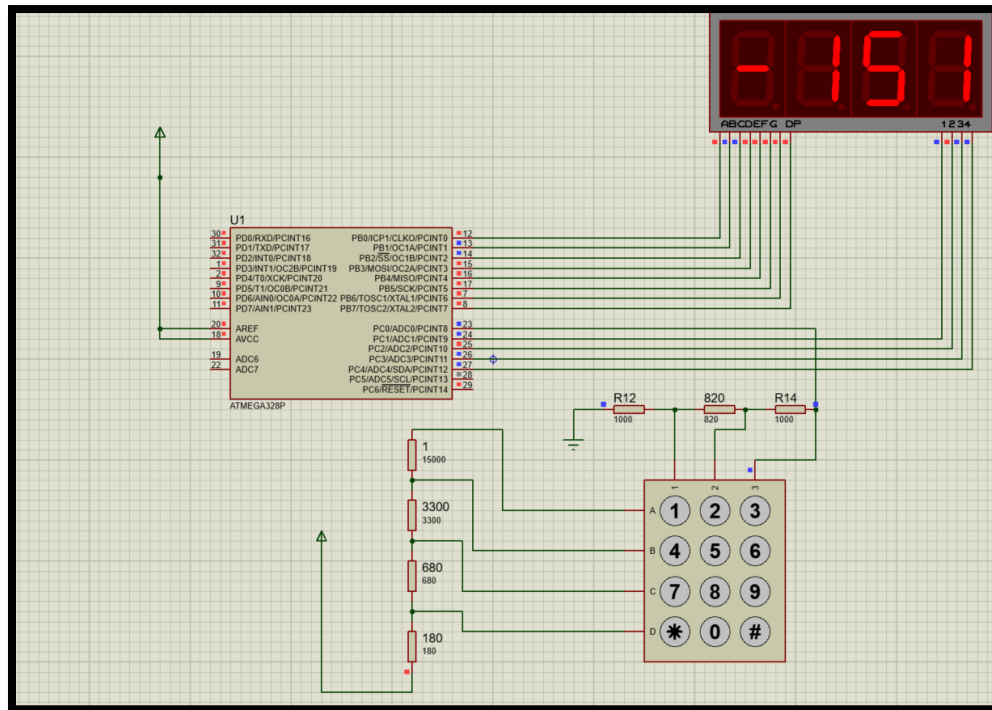 -151
ABCDEFG DP
1234
U1
30 PD0/RXD/PCINT16
31 PD1/TXD/PCINT17
32 PD2/INT0/PCINT18
1 PD3/INT1/OC2B/PCINT19
2 PD4/T0/XCK/PCINT20
9 PD5/T1/OC0B/PCINT21
10 PD6/AIN0/OC0A/PCINT22
11 PD7/AIN1/PCINT23
20 AREF
18 AVCC
19 ADC6
22 ADC7
PB0/ICP1/CLKO/PCINT0 12
PB1/OC1A/PCINT1 13
PB2/SS/OC1B/PCINT2 14
PB3/MOSI/OC2A/PCINT3 15
PB4/MISO/PCINT4 16
PB5/SCK/PCINT5 17
PB6/TOSC1/XTAL1/PCINT6 7
PB7/TOSC2/XTAL2/PCINT7 8
PC0/ADC0/PCINT8 23
PC1/ADC1/PCINT9 24
PC2/ADC2/PCINT10 25
PC3/ADC3/PCINT11 26
PC4/ADC4/SDA/PCINT12 27
PC5/ADC5/SCL/PCINT13 28
PC6/RESET/PCINT14 29
ATMEGA328P
R12
1000
820
820
R14
1000
1
15000
3300
3300
680
680
180
180
1 2 3
A 1 2 3
B 4 5 6
C 7 8 9
D * 0 #